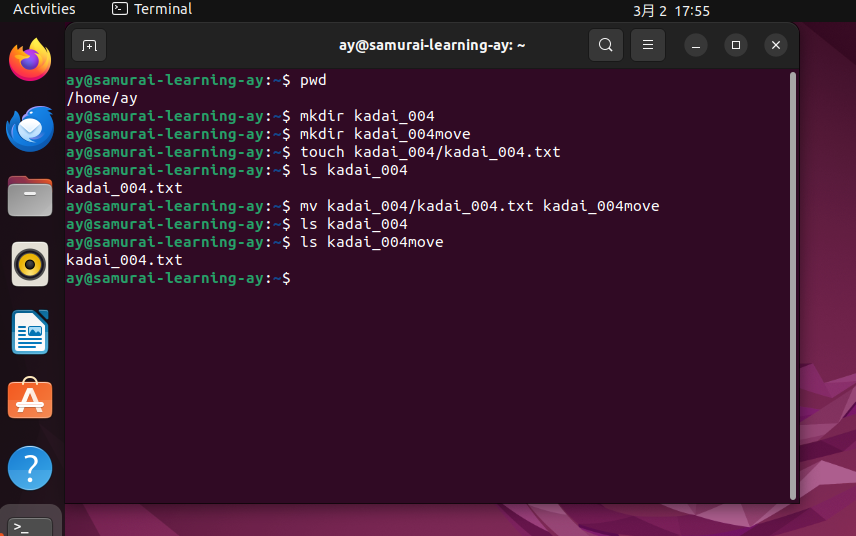 Activities
Terminal
3月 2 17:55
ay@samurai-learning-ay: ~
ay@samurai-learning-ay:~$ pwd
/home/ay
ay@samurai-learning-ay:~$ mkdir kadai_004
ay@samurai-learning-ay:~$ mkdir kadai_004move
ay@samurai-learning-ay:~$ touch kadai_004/kadai_004.txt
ay@samurai-learning-ay:~$ ls kadai_004
kadai_004.txt
ay@samurai-learning-ay:~$ mv kadai_004/kadai_004.txt kadai_004move
ay@samurai-learning-ay:~$ ls kadai_004
ay@samurai-learning-ay:~$ ls kadai_004move
kadai_004.txt
ay@samurai-learning-ay:~$